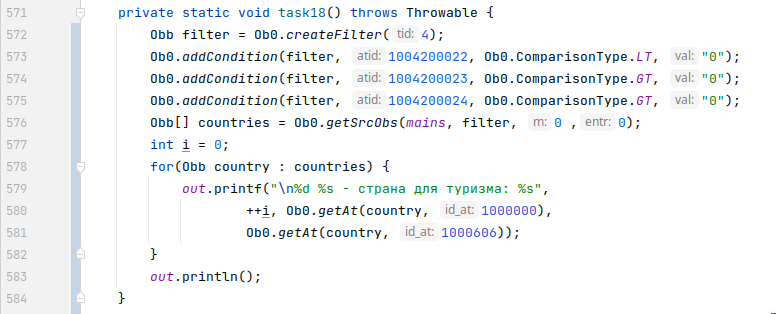 571 private static void task18() throws Throwable {
572 Obb filter = Ob0.createFilter( tid: 4);
573 Ob0.addCondition(filter, atid: 1004200022, Ob0.ComparisonType.LT, val: "0");
574 Ob0.addCondition(filter, atid: 1004200023, Ob0.ComparisonType.GT, val: "0");
575 Ob0.addCondition(filter, atid: 1004200024, Ob0.ComparisonType.GT, val: "0");
576 Obb[] countries = Ob0.getSrcObs(mains, filter, m: 0 , entr: 0);
577 int i = 0;
578 for(Obb country : countries) {
579 out.printf("\n%d %s - страна для туризма: %s",
580 ++i, Ob0.getAt(country, id_at: 1000000),
581 Ob0.getAt(country, id_at: 1000606));
582 }
583 out.println();
584 }